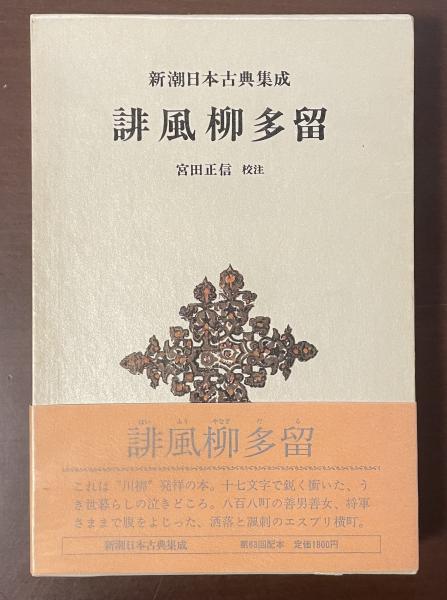 新潮日本古典集成
誹風柳多留
宮田正信 校注
はい ふう やなぎ だ る
誹風柳多留
これは“川柳”発祥の本。十七文字で鋭く衝いた、う
き世暮らしの泣きどころ。八百八町の善男善女、将軍
さままで腹をよじった、洒落と諷刺のエスプリ横町。
新潮日本古典集成 第63回配本 定価1800円